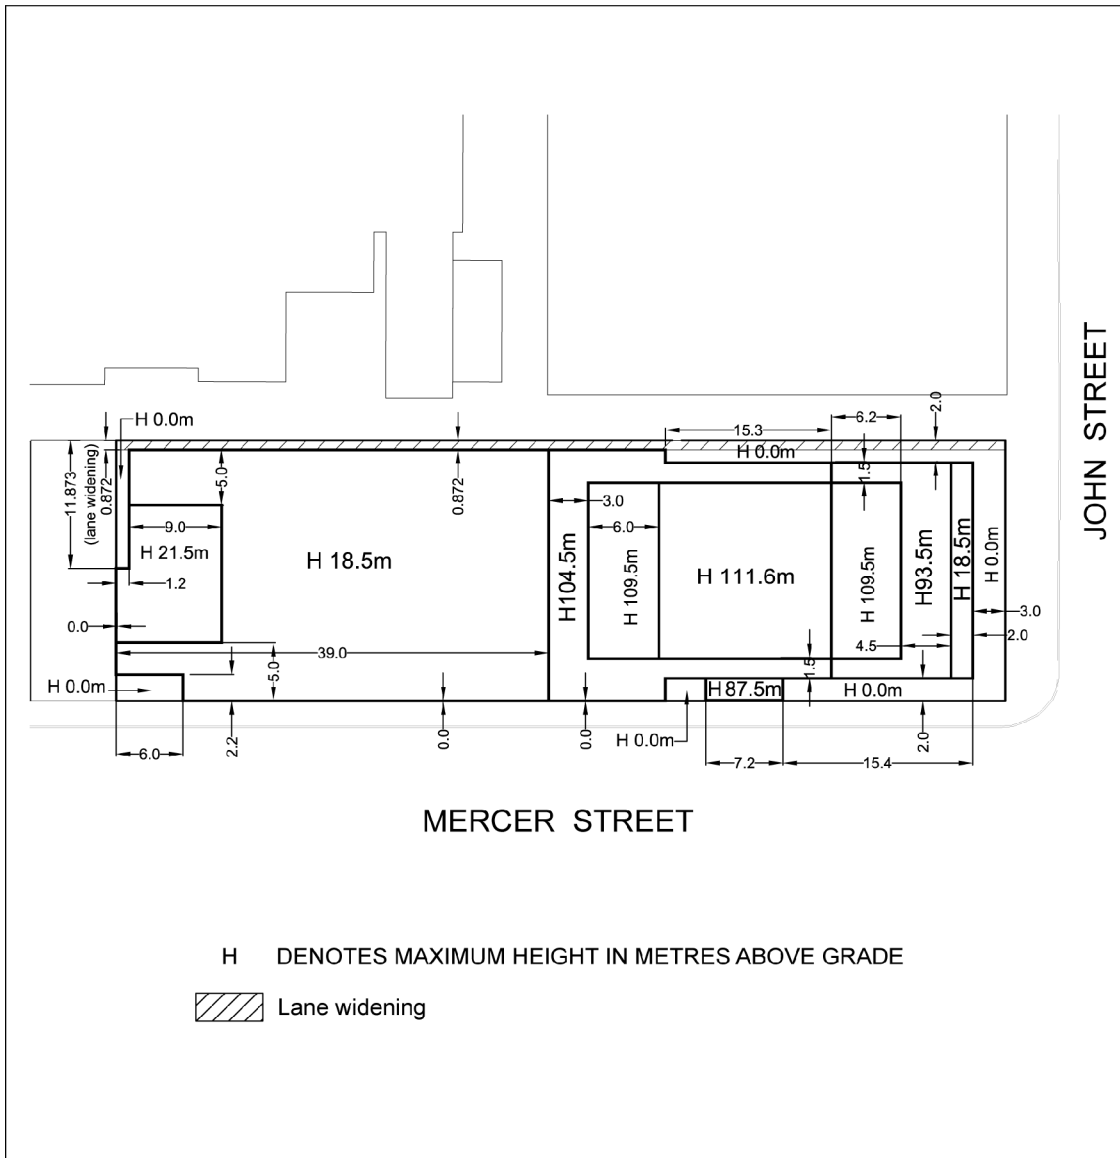 JOHN STREET
H 0.0m
11.873
(lane widening)
0.872
5.0
0.872
15.3
6.2
2.0
H 0.0m
1.5
9.0
H 21.5m
1.2
0.0
H 18.5m
39.0
5.0
H 0.0m
6.0
2.2
0.0
0.0
3.0
6.0
H104.5m
H 109.5m
H 111.6m
H 109.5m
H93.5m
H 18.5m
H 0.0m
3.0
2.0
4.5
1.5
H 87.5m
H 0.0m
H 0.0m
7.2
15.4
2.0
MERCER STREET
H DENOTES MAXIMUM HEIGHT IN METRES ABOVE GRADE
Lane widening